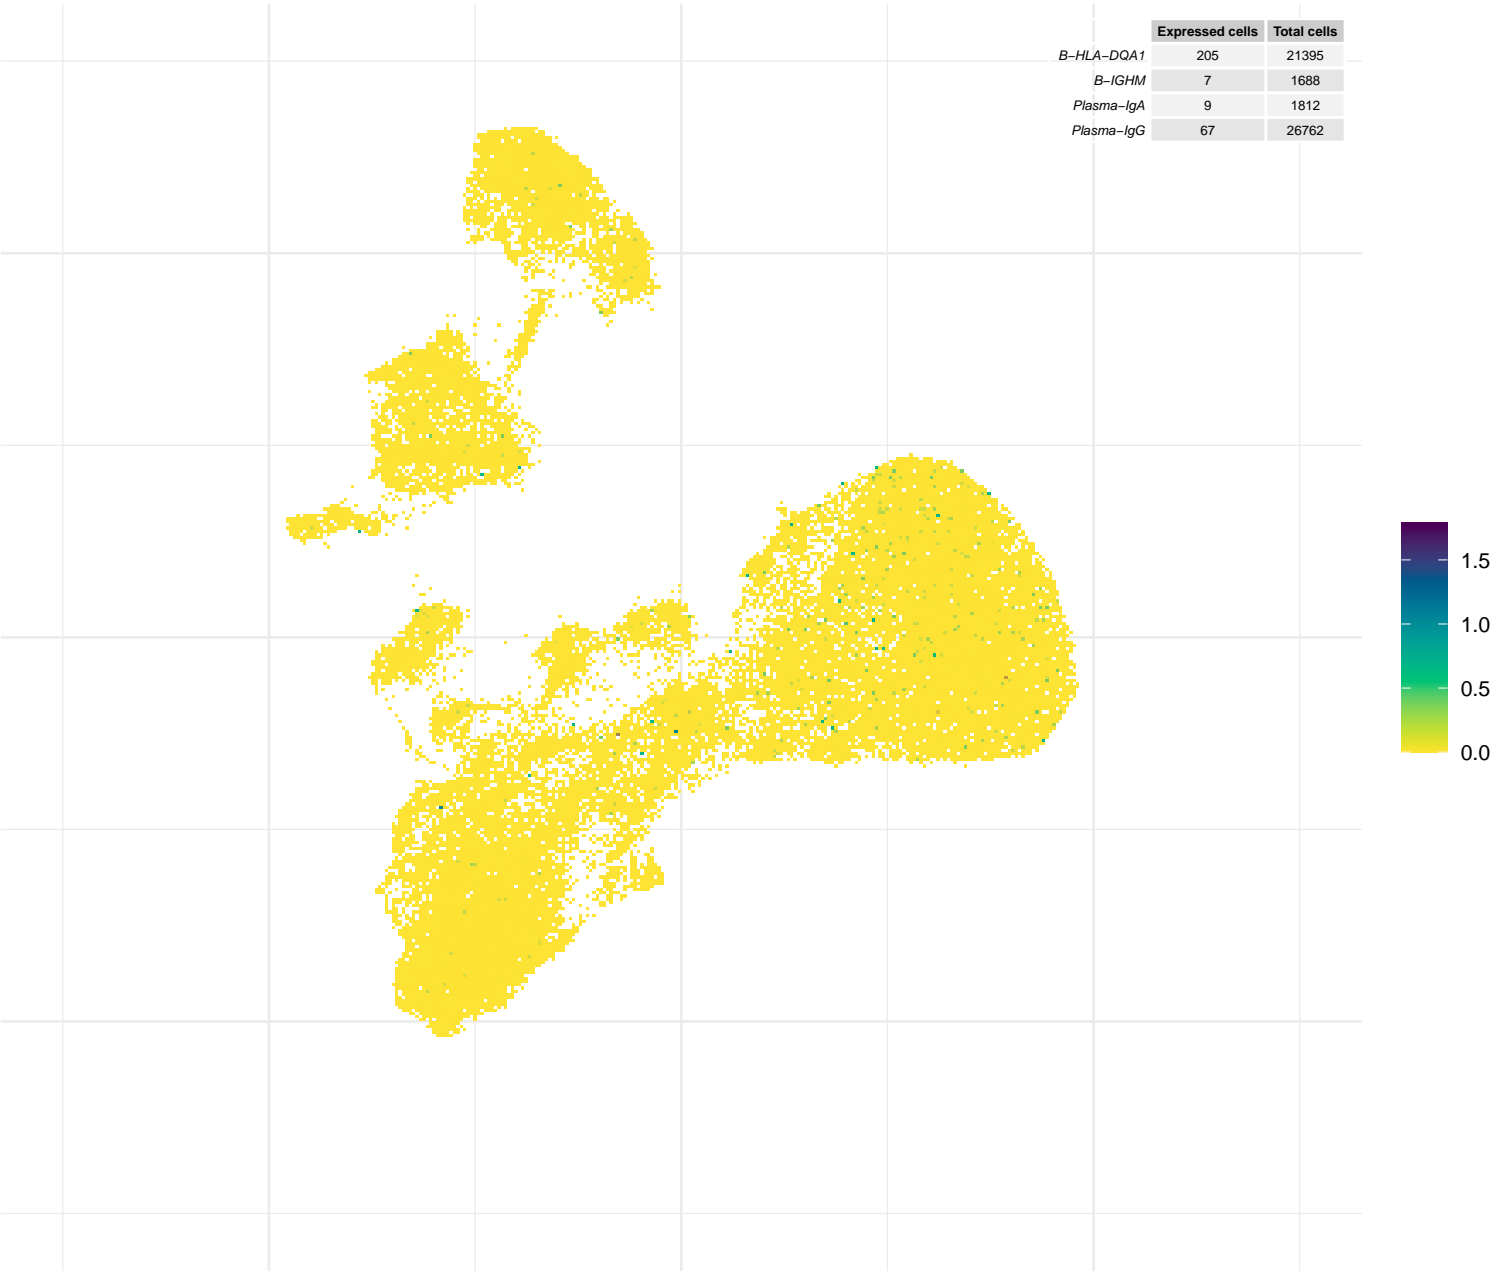 Expressed cells Total cells
B−HLA−DQA1 205 21395
B−IGHM 7 1688
Plasma−IgA 9 1812
Plasma−IgG 67 26762
1.5
1.0
0.5
0.0